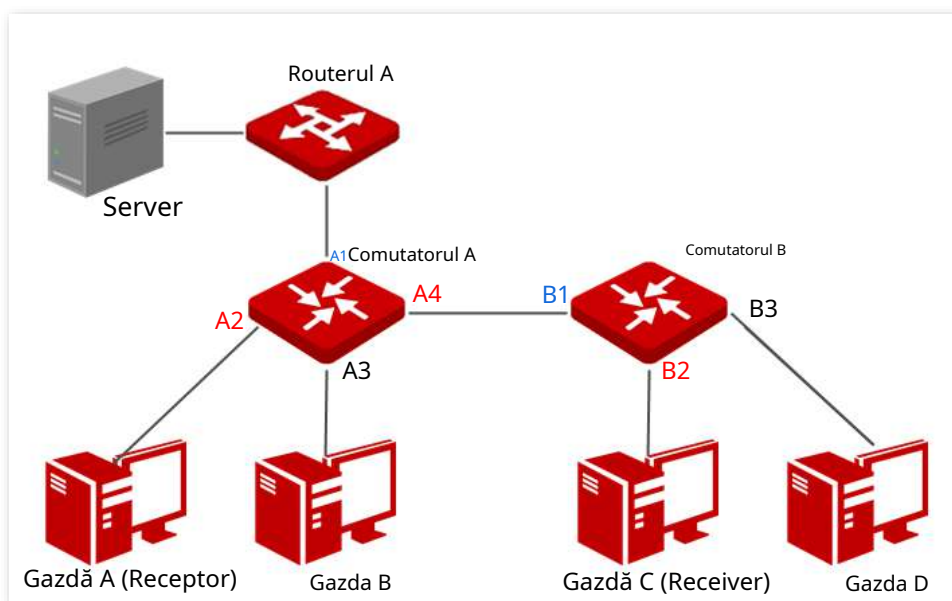 Routerul A
Server
A1Comutatorul A
Comutatorul B
A2
A4
B1
B3
A3
B2
Gazdă A (Receptor)
Gazda B
Gazdă C (Receiver)
Gazda D